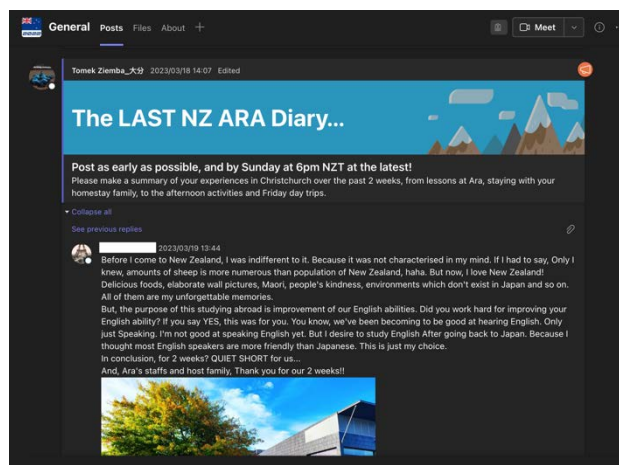 General Posts Files About +
Meet
Tomek Ziemba_大分 2023/03/18 14:07 Edited
The LAST NZ ARA Diary...
Post as early as possible, and by Sunday at 6pm NZT at the latest!
Please make a summary of your experiences in Christchurch over the past 2 weeks, from lessons at Ara, staying with your
homestay family, to the afternoon activities and Friday day trips.
Collapse all
See previous replies
2023/03/19 13:44
Before I come to New Zealand, I was indifferent to it. Because it was not characterised in my mind. If I had to say, Only I
knew, amounts of sheep is more numerous than population of New Zealand, haha. But now, I love New Zealand!
Delicious foods, elaborate wall pictures, Maori, people's kindness, environments which don't exist in Japan and so on.
All of them are my unforgettable memories.
But, the purpose of this studying abroad is improvement of our English abilities. Did you work hard for improving your
English ability? If you say YES, this was for you. You know, we've been becoming to be good at hearing English. Only
just Speaking. I'm not good at speaking English yet. But I desire to study English After going back to Japan. Because I
thought most English speakers are more friendly than Japanese. This is just my choice.
In conclusion, for 2 weeks? QUIET SHORT for us...
And, Ara's staffs and host family, Thank you for our 2 weeks!!